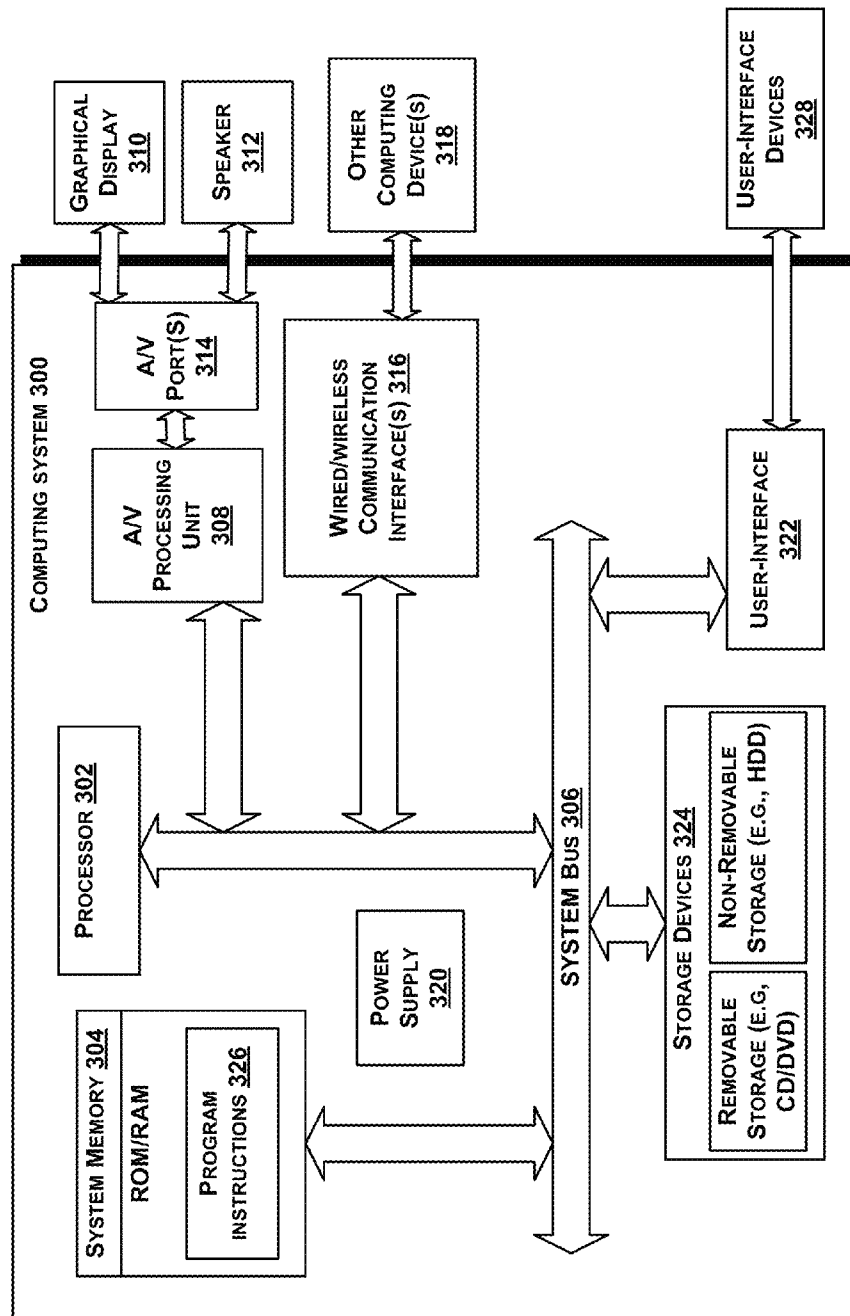 COMPUTING SYSTEM 300
SYSTEM MEMORY 304
ROM/RAM
PROGRAM
INSTRUCTIONS 326
PROCESSOR 302
POWER
SUPPLY
320
A/V
PROCESSING
UNIT
308
A/V
PORT(S)
314
GRAPHICAL
DISPLAY
310
SPEAKER
312
WIRED/WIRELESS
COMMUNICATION
INTERFACE(S) 316
OTHER
COMPUTING
DEVICE(S)
318
SYSTEM BUS 306
STORAGE DEVICES 324
REMOVABLE
STORAGE (E.G,
CD/DVD)
NON-REMOVABLE
STORAGE (E.G., HDD)
USER-INTERFACE
322
USER-INTERFACE
DEVICES
328